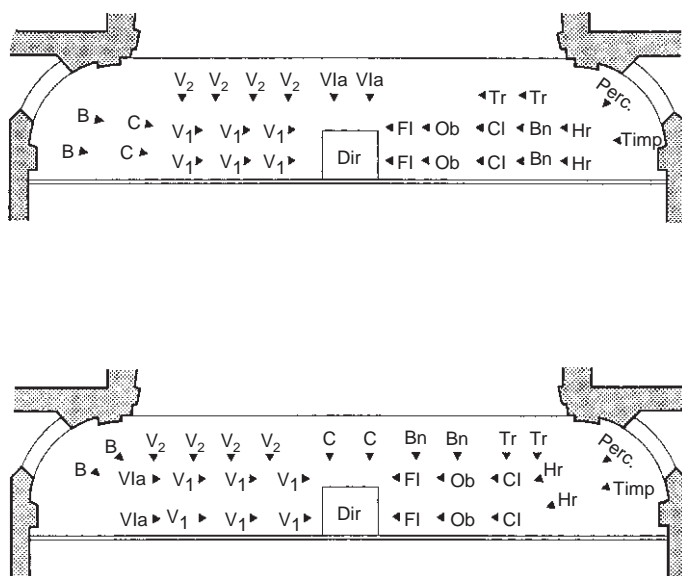 V2 V2 V2 V2 Vla Vla
Tr Tr Perc.
B C V1 V1 V1 Fl Ob Cl Bn Hr Timp
B C V1 V1 V1 Dir Fl Ob Cl Bn Hr
B V2 V2 V2 V2 C C Bn Bn Tr Tr Perc.
B Vla V1 V1 V1 Fl Ob Cl Hr Timp
Vla V1 V1 V1 Dir Fl Ob Cl Hr